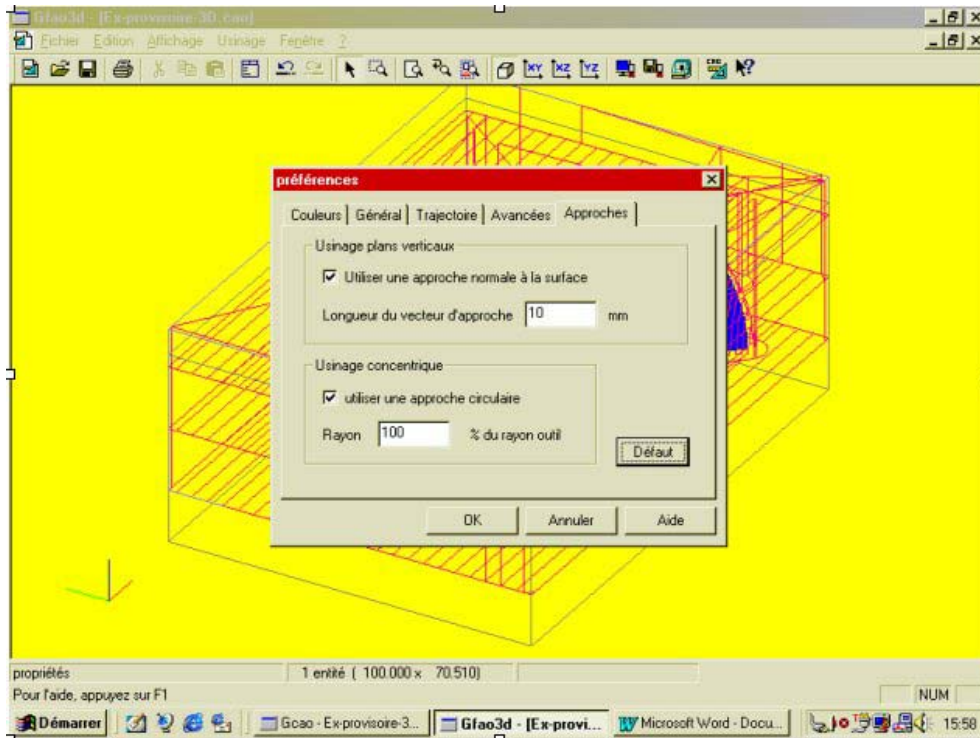 Gfao3d - [Ex-provisoire-3D.cao]
Fichier Edition Affichage Usinage Fenêtre ?
XY XZ YZ
préférences
Couleurs Général Trajectoire Avancées Approches
Usinage plans verticaux
Utiliser une approche normale à la surface
Longueur du vecteur d'approche 10 mm
Usinage concentrique
utiliser une approche circulaire
Rayon 100 % du rayon outil
Défaut
OK Annuler Aide
propriétés 1 entité ( 100.000 x 70.510)
Pour l'aide, appuyez sur F1 NUM
Démarrer Gcao - Ex-provisoire-3... Gfao3d - [Ex-provi... Microsoft Word - Docu... 15:58